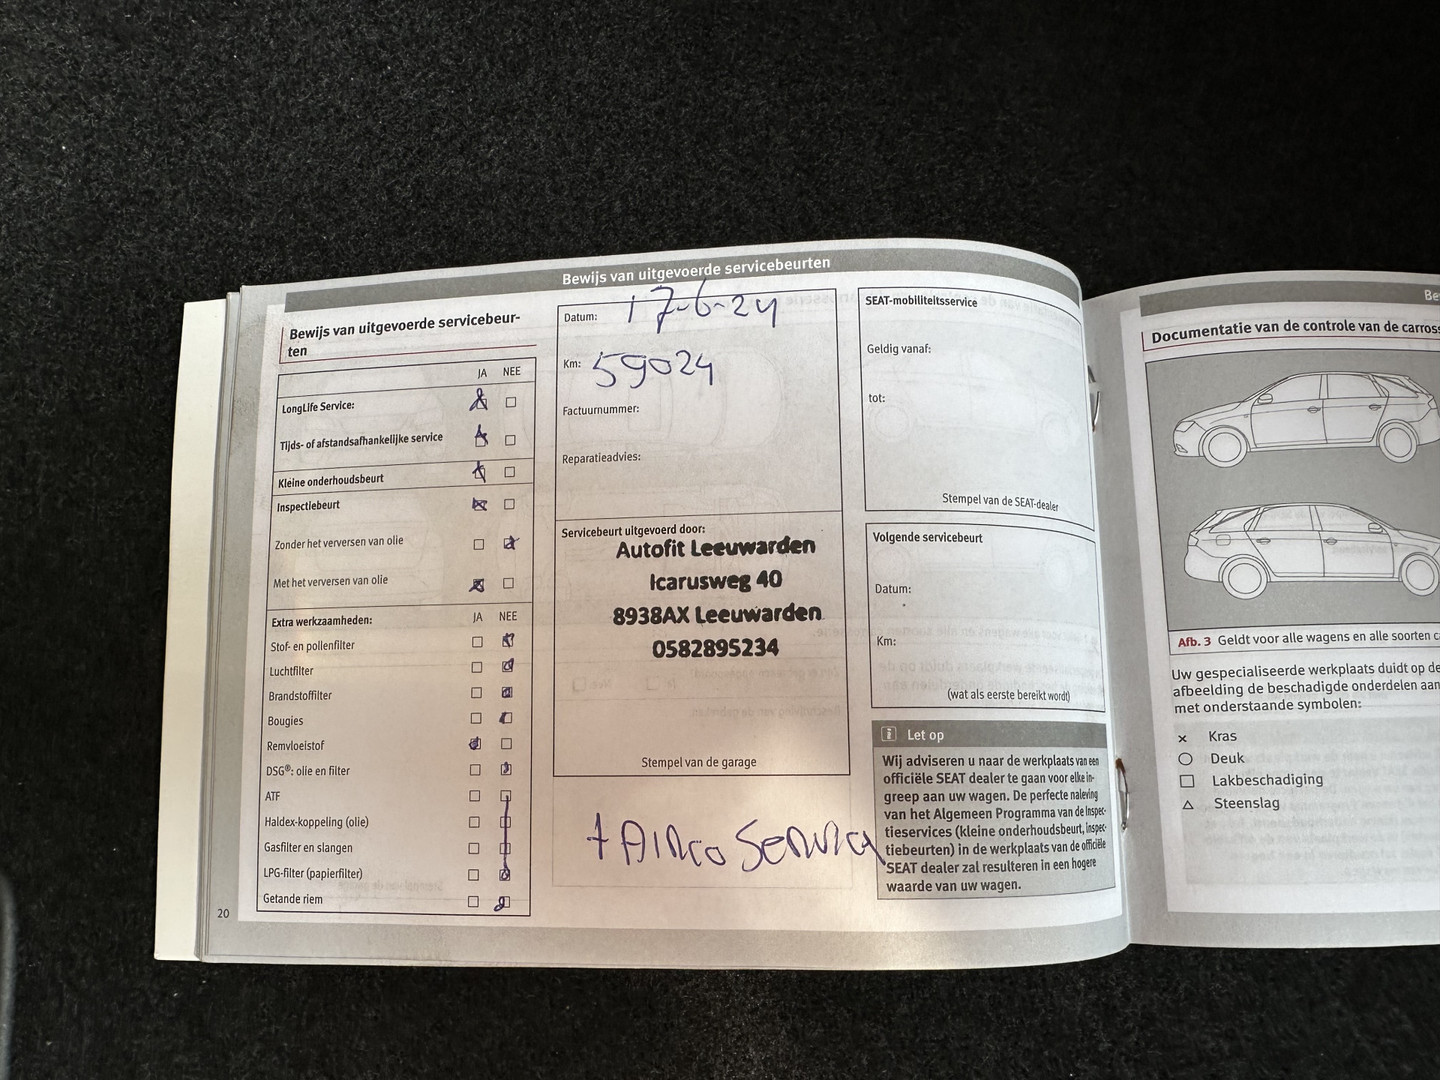 Bewijs van uitgevoerde servicebeurten
Bewijs van uitgevoerde servicebeur-
ten
JA NEE
LongLife Service:
Tijds- of afstandsafhankelijke service
Kleine onderhoudsbeurt
Inspectiebeurt
Zonder het verversen van olie
Met het verversen van olie
Extra werkzaamheden: JA NEE
Stof- en pollenfilter
Luchtfilter
Brandstoffilter
Bougies
Remvloeistof
DSG®: olie en filter
ATF
Haldex-koppeling (olie)
Gasfilter en slangen
LPG-filter (papierfilter)
Getande riem
20
Datum: 17-6-24
Km: 59024
Factuurnummer:
Reparatieadvies:
Servicebeurt uitgevoerd door:
Autofit Leeuwarden
Icarusweg 40
8938AX Leeuwarden
0582895234
Stempel van de garage
+ Airco Service
SEAT-mobiliteitsservice
Geldig vanaf:
tot:
Stempel van de SEAT-dealer
Volgende servicebeurt
Datum:
Km:
(wat als eerste bereikt wordt)
Let op
Wij adviseren u naar de werkplaats van een
officiële SEAT dealer te gaan voor elke in-
greep aan uw wagen. De perfecte naleving
van het Algemeen Programma van de Inspec-
tieservices (kleine onderhoudsbeurt, Inspec-
tiebeurten) in de werkplaats van de officiële
SEAT dealer zal resulteren in een hogere
waarde van uw wagen.
Be
Documentatie van de controle van de carross
Afb. 3 Geldt voor alle wagens en alle soorten c
Uw gespecialiseerde werkplaats duidt op de
afbeelding de beschadigde onderdelen aan
met onderstaande symbolen:
× Kras
○ Deuk
□ Lakbeschadiging
△ Steenslag